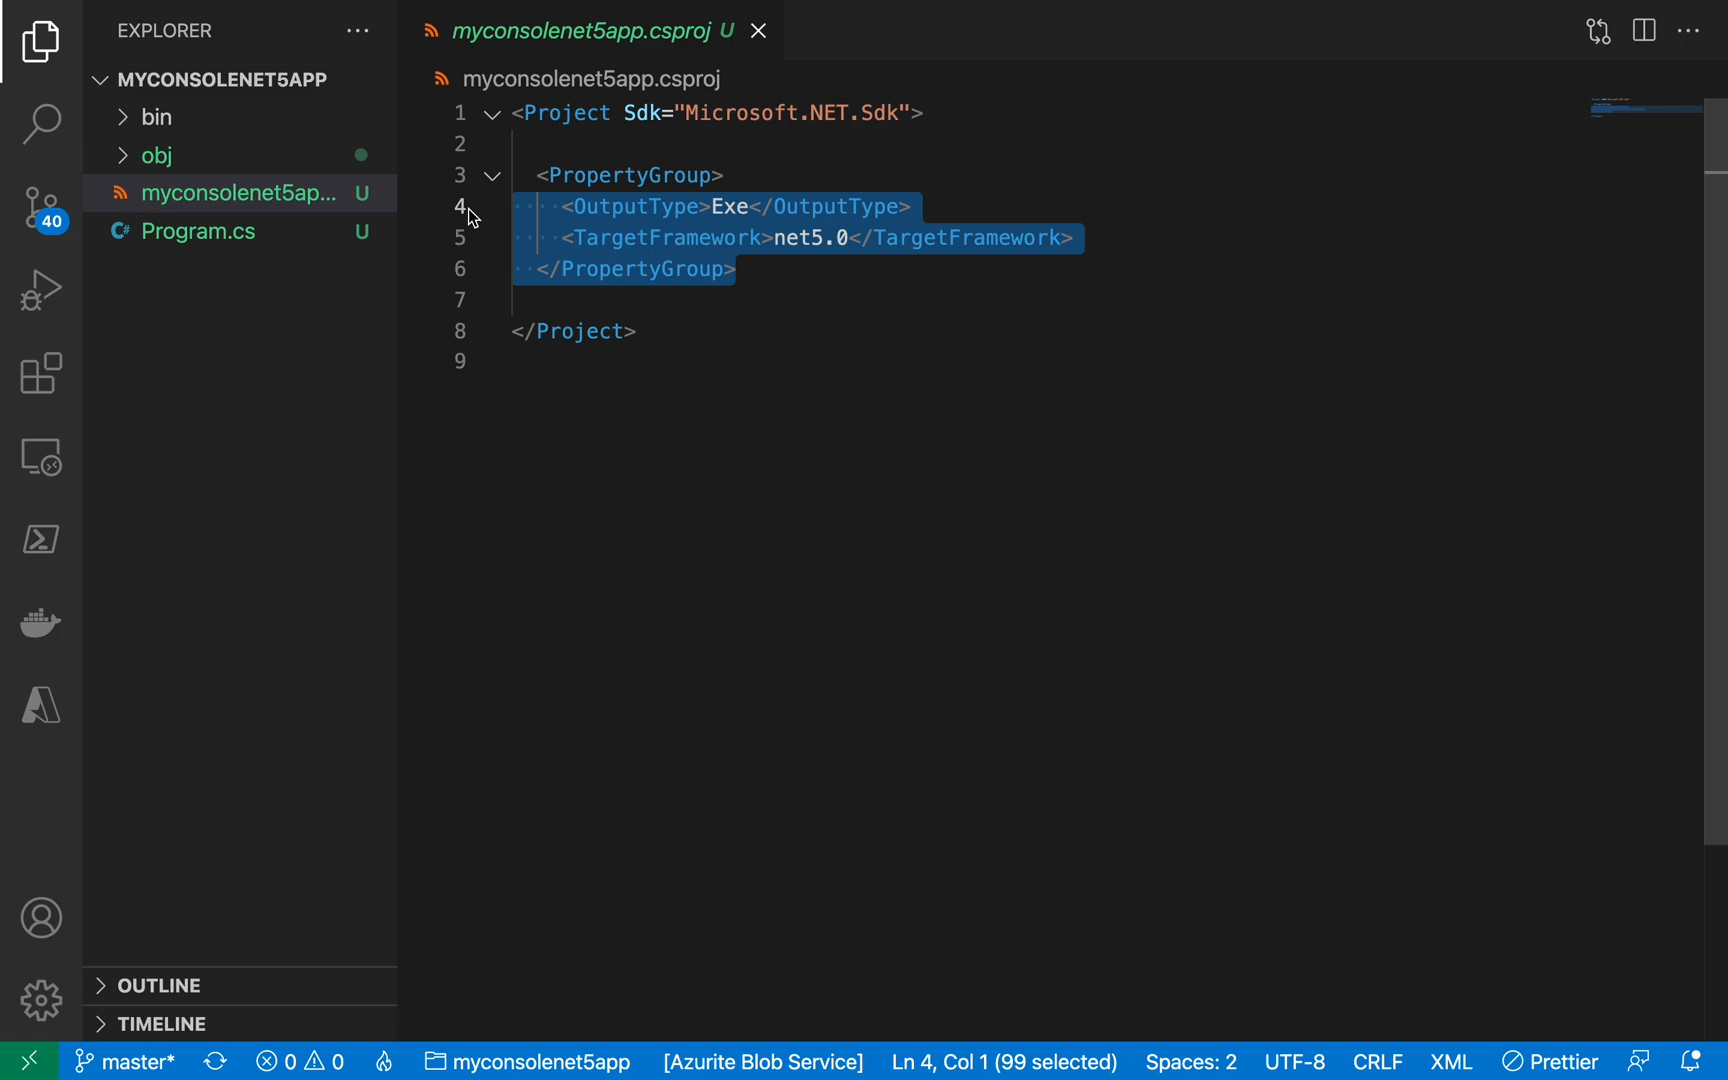 EXPLORER
MYCONSOLENET5APP
bin
obj
myconsolenet5ap... U
C# Program.cs U
40
OUTLINE
TIMELINE
myconsolenet5app.csproj U
myconsolenet5app.csproj
1 <Project Sdk="Microsoft.NET.Sdk">
2
3 <PropertyGroup>
4 <OutputType>Exe</OutputType>
5 <TargetFramework>net5.0</TargetFramework>
6 </PropertyGroup>
7
8 </Project>
9
master* 0 0 myconsolenet5app [Azurite Blob Service] Ln 4, Col 1 (99 selected) Spaces: 2 UTF-8 CRLF XML Prettier